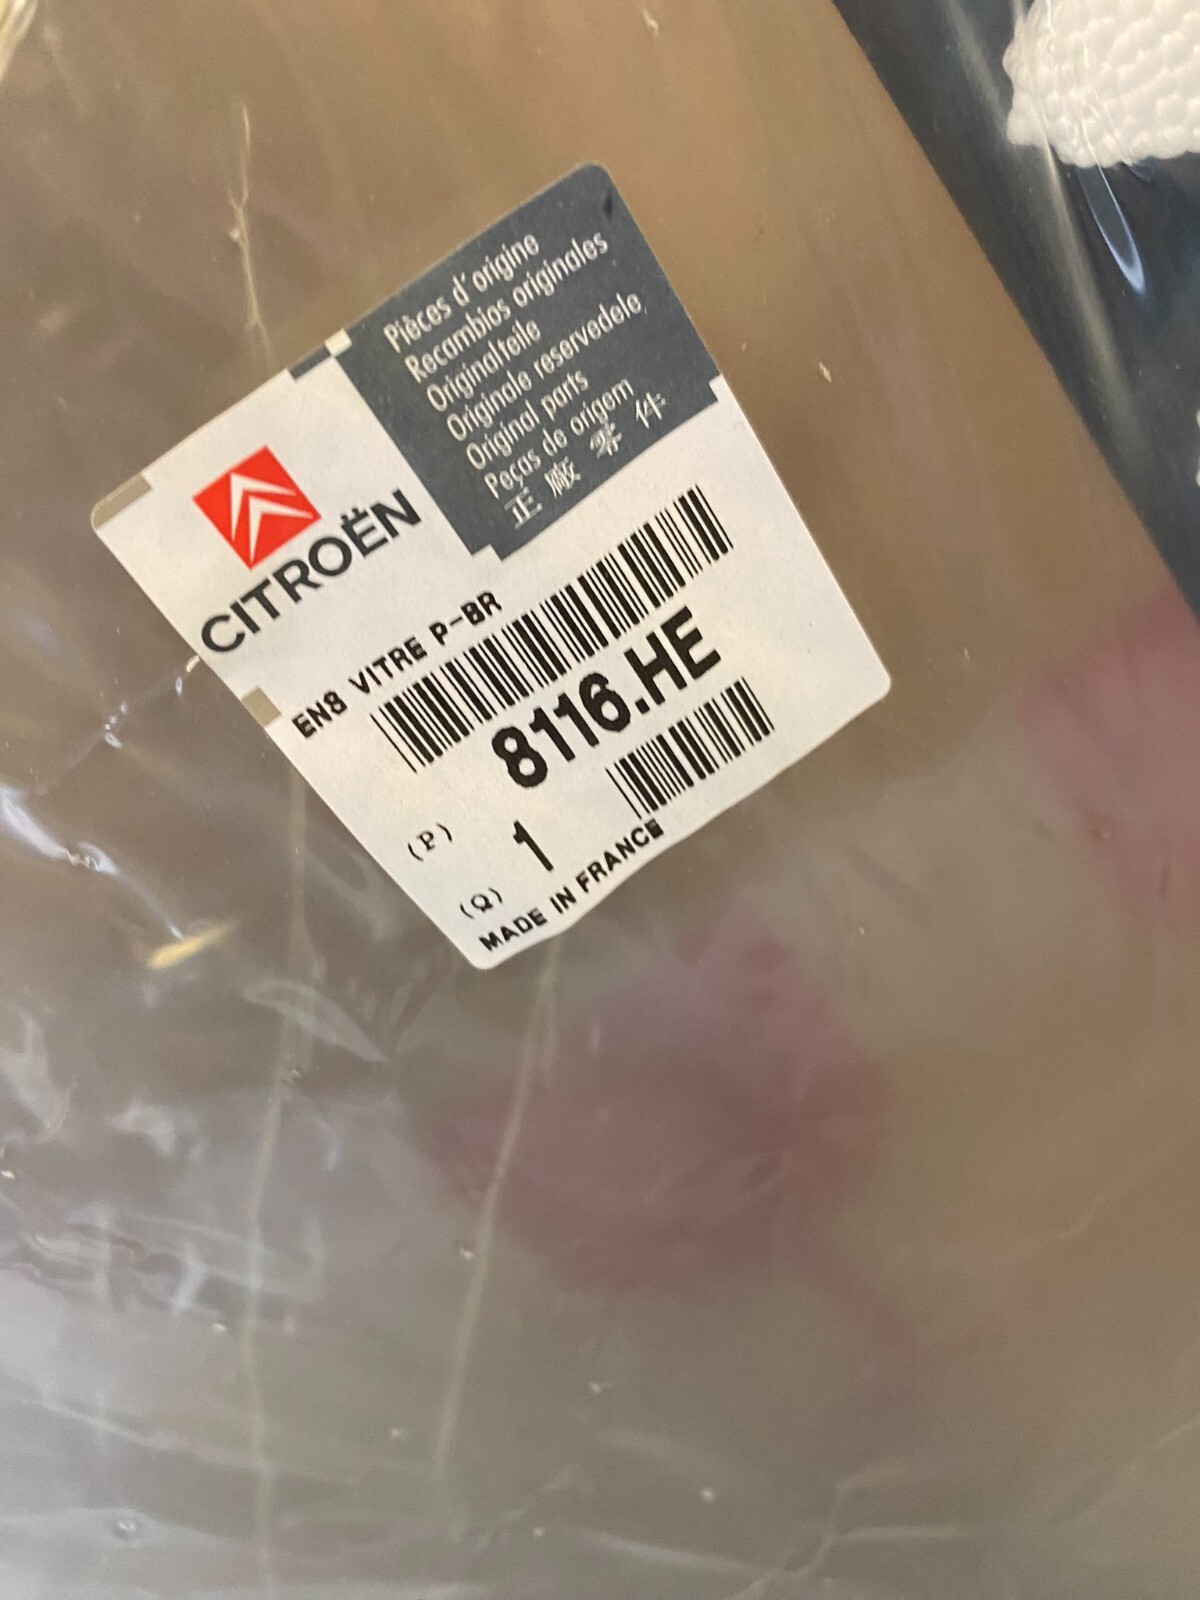 Pièces d'origine
Recambios originales
Originalteile
Originale reservedele
Original parts
Peças de origem
正廠零件
CITROËN
EN8 VITRE P-BR
8116.HE
(P)
1
(Q)
MADE IN FRANCE